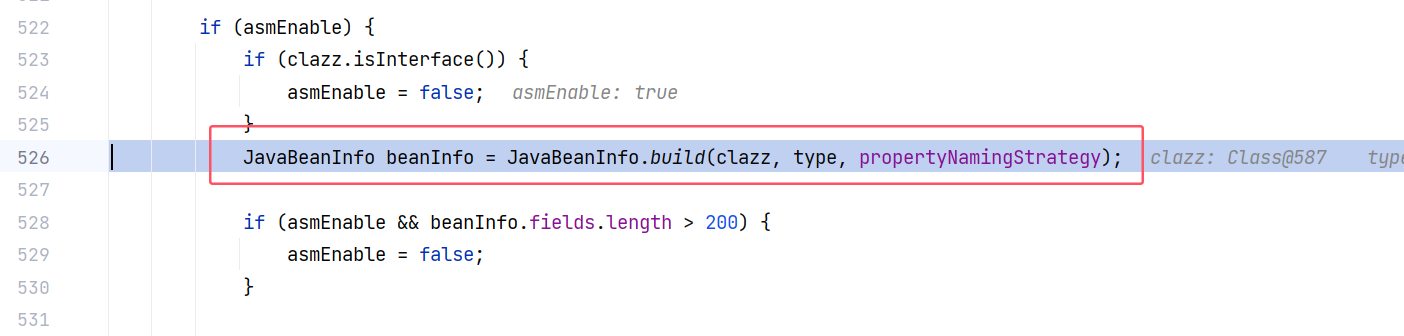 522 if (asmEnable) {
523 if (clazz.isInterface()) {
524 asmEnable = false; asmEnable: true
525 }
526 JavaBeanInfo beanInfo = JavaBeanInfo.build(clazz, type, propertyNamingStrategy); clazz: Class@587 type
527
528 if (asmEnable && beanInfo.fields.length > 200) {
529 asmEnable = false;
530 }
531